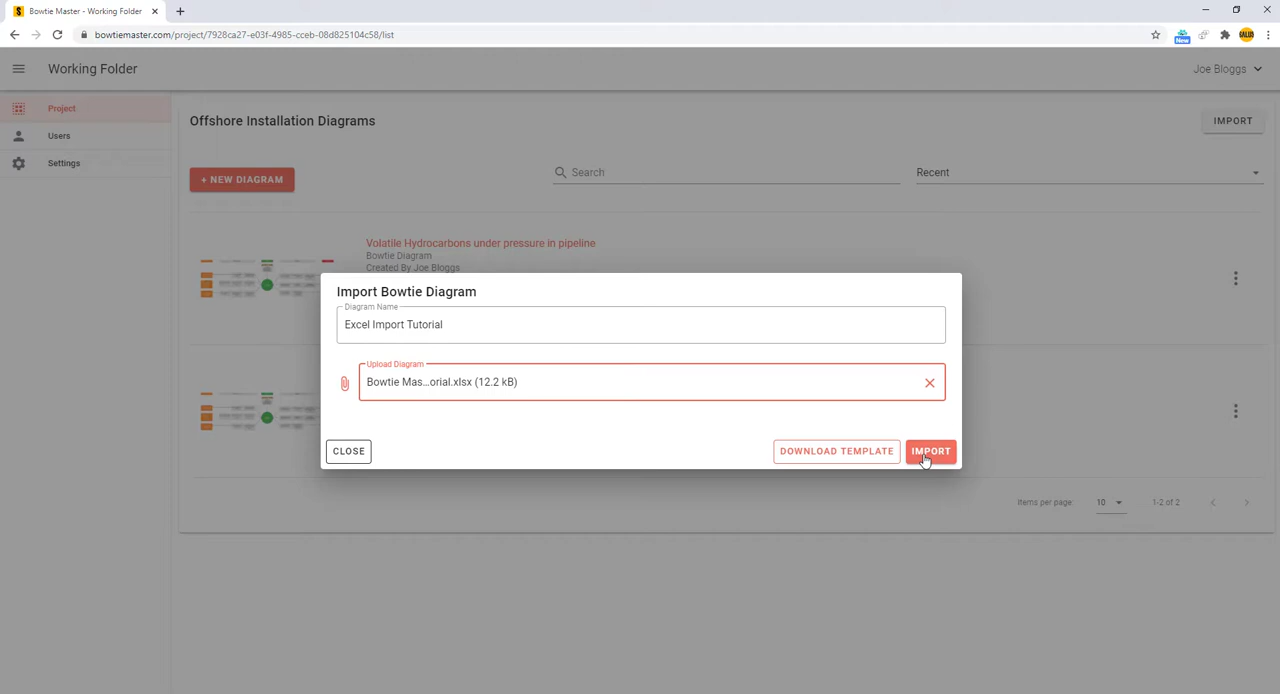 Bowtie Master - Working Folder
bowtiemaster.com/project/7928ca27-e03f-4985-cceb-08d825104c58/list
New
Working Folder
Joe Bloggs
Project
Offshore Installation Diagrams
IMPORT
Users
Settings
+ NEW DIAGRAM
Search
Recent
Volatile Hydrocarbons under pressure in pipeline
Bowtie Diagram
Created By Joe Bloggs
Import Bowtie Diagram
Diagram Name
Excel Import Tutorial
Upload Diagram
Bowtie Mas...orial.xlsx (12.2 kB)
CLOSE
DOWNLOAD TEMPLATE
IMPORT
Items per page:
10
1-2 of 2